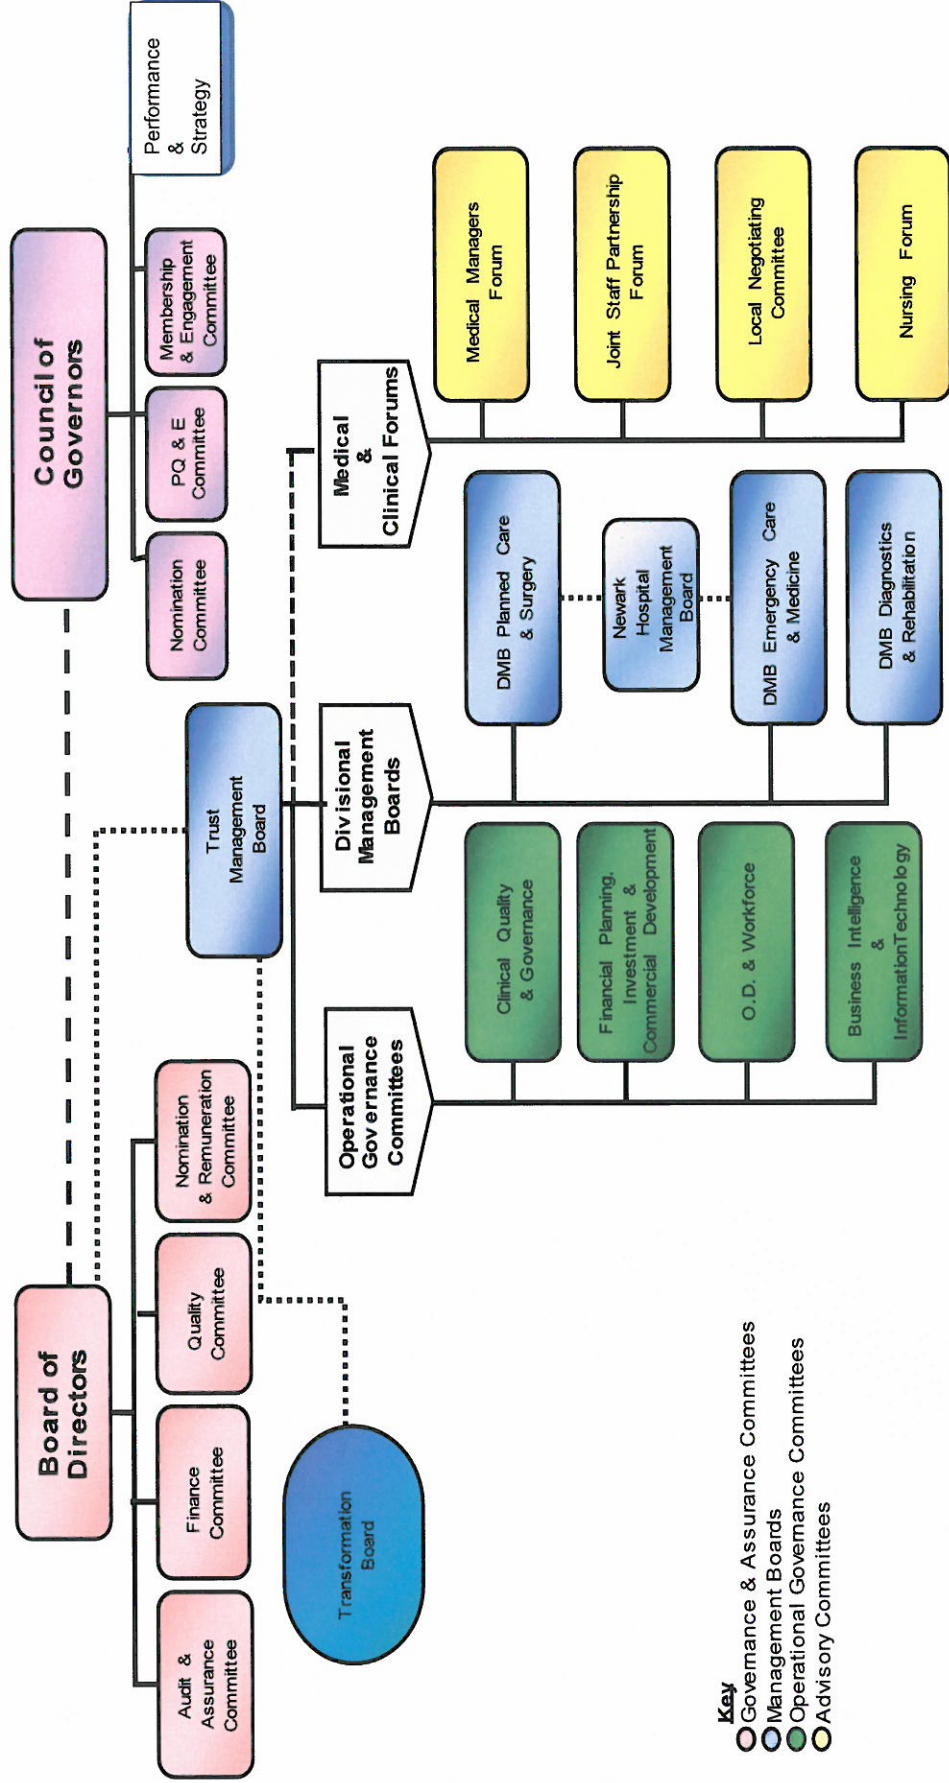 Board of
Directors
Council of
Governors
Audit &
Assurance
Committee
Finance
Committee
Quality
Committee
Nomination
& Remuneration
Committee
Nomination
Committee
PQ & E
Committee
Membership
& Engagement
Committee
Performance
&
Strategy
Trust
Management
Board
Transformation
Board
Operational
Governance
Committees
Divisional
Management
Boards
Medical
&
Clinical Forums
Clinical Quality
& Governance
Financial Planning,
Investment &
Commercial Development
O.D. & Workforce
Business Intelligence
&
InformationTechnology
DMB Planned Care
& Surgery
Newark
Hospital
Management
Board
DMB Emergency Care
& Medicine
DMB Diagnostics
& Rehabilitation
Medical Managers
Forum
Joint Staff Partnership
Forum
Local Negotiating
Committee
Nursing Forum
Key
Governance & Assurance Committees
Management Boards
Operational Governance Committees
Advisory Committees